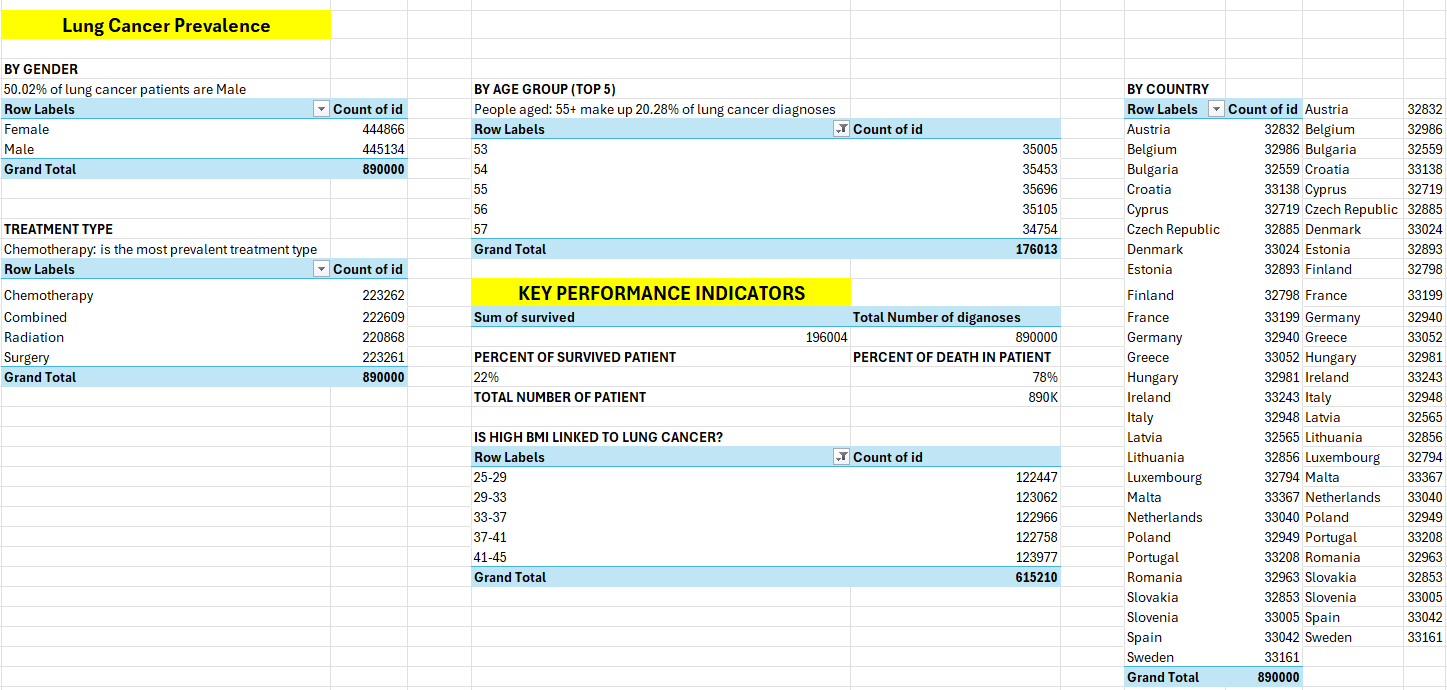 Lung Cancer Prevalence
BY GENDER
50.02% of lung cancer patients are Male
Row Labels Count of id
Female 444866
Male 445134
Grand Total 890000
TREATMENT TYPE
Chemotherapy: is the most prevalent treatment type
Row Labels Count of id
Chemotherapy 223262
Combined 222609
Radiation 220868
Surgery 223261
Grand Total 890000
BY AGE GROUP (TOP 5)
People aged: 55+ make up 20.28% of lung cancer diagnoses
Row Labels Count of id
53 35005
54 35453
55 35696
56 35105
57 34754
Grand Total 176013
KEY PERFORMANCE INDICATORS
Sum of survived Total Number of diganoses
196004 890000
PERCENT OF SURVIVED PATIENT PERCENT OF DEATH IN PATIENT
22% 78%
TOTAL NUMBER OF PATIENT 890K
IS HIGH BMI LINKED TO LUNG CANCER?
Row Labels Count of id
25-29 122447
29-33 123062
33-37 122966
37-41 122758
41-45 123977
Grand Total 615210
BY COUNTRY
Row Labels Count of id Austria 32832
Austria 32832 Belgium 32986
Belgium 32986 Bulgaria 32559
Bulgaria 32559 Croatia 33138
Croatia 33138 Cyprus 32719
Cyprus 32719 Czech Republic 32885
Czech Republic 32885 Denmark 33024
Denmark 33024 Estonia 32893
Estonia 32893 Finland 32798
Finland 32798 France 33199
France 33199 Germany 32940
Germany 32940 Greece 33052
Greece 33052 Hungary 32981
Hungary 32981 Ireland 33243
Ireland 33243 Italy 32948
Italy 32948 Latvia 32565
Latvia 32565 Lithuania 32856
Lithuania 32856 Luxembourg 32794
Luxembourg 32794 Malta 33367
Malta 33367 Netherlands 33040
Netherlands 33040 Poland 32949
Poland 32949 Portugal 33208
Portugal 33208 Romania 32963
Romania 32963 Slovakia 32853
Slovakia 32853 Slovenia 33005
Slovenia 33005 Spain 33042
Spain 33042 Sweden 33161
Sweden 33161
Grand Total 890000